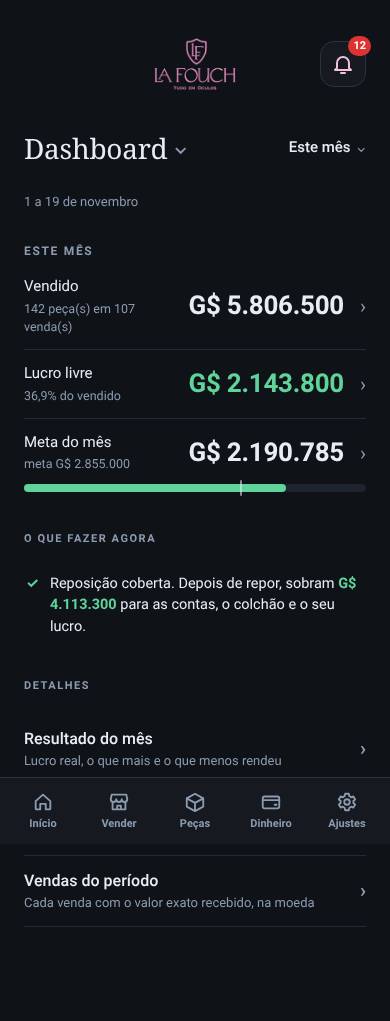 LF
LA FOUCH
TUDO EM ÓCULOS
12
Dashboard
Este mês
1 a 19 de novembro
ESTE MÊS
Vendido
142 peça(s) em 107
venda(s)
G$ 5.806.500
Lucro livre
36,9% do vendido
G$ 2.143.800
Meta do mês
meta G$ 2.855.000
G$ 2.190.785
O QUE FAZER AGORA
Reposição coberta. Depois de repor, sobram G$
4.113.300 para as contas, o colchão e o seu
lucro.
DETALHES
Resultado do mês
Lucro real, o que mais e o que menos rendeu
Início
Vender
Peças
Dinheiro
Ajustes
Vendas do período
Cada venda com o valor exato recebido, na moeda